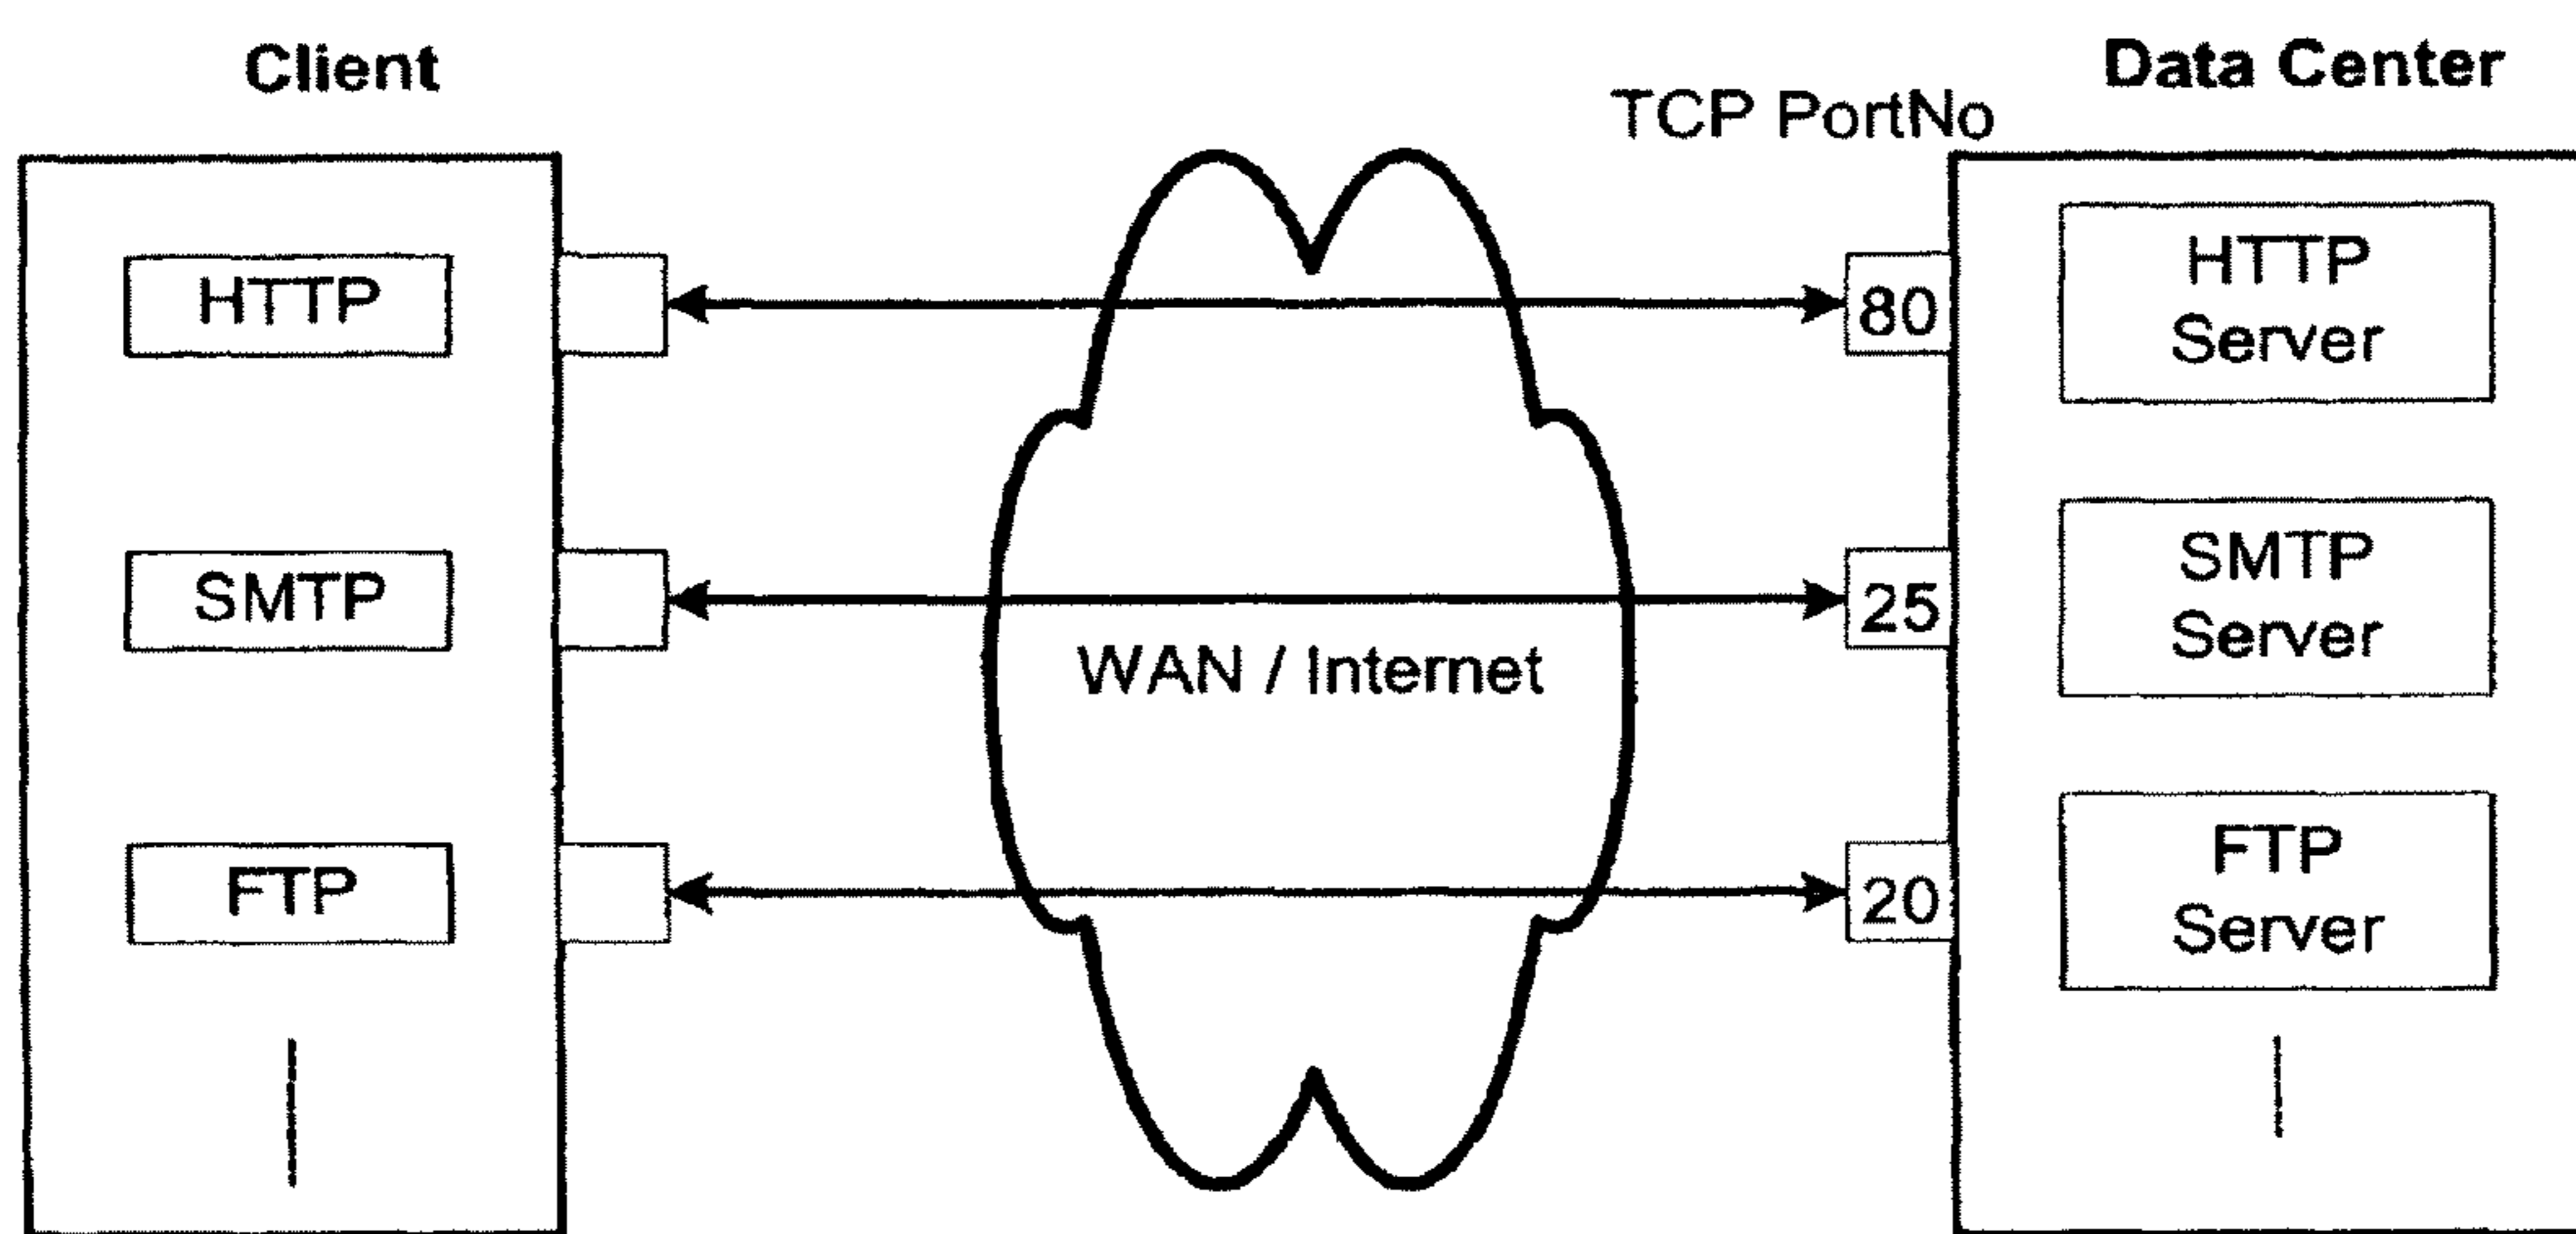 Client
Data Center
TCP PortNo
HTTP
80
HTTP
Server
SMTP
25
SMTP
Server
WAN / Internet
FTP
20
FTP
Server